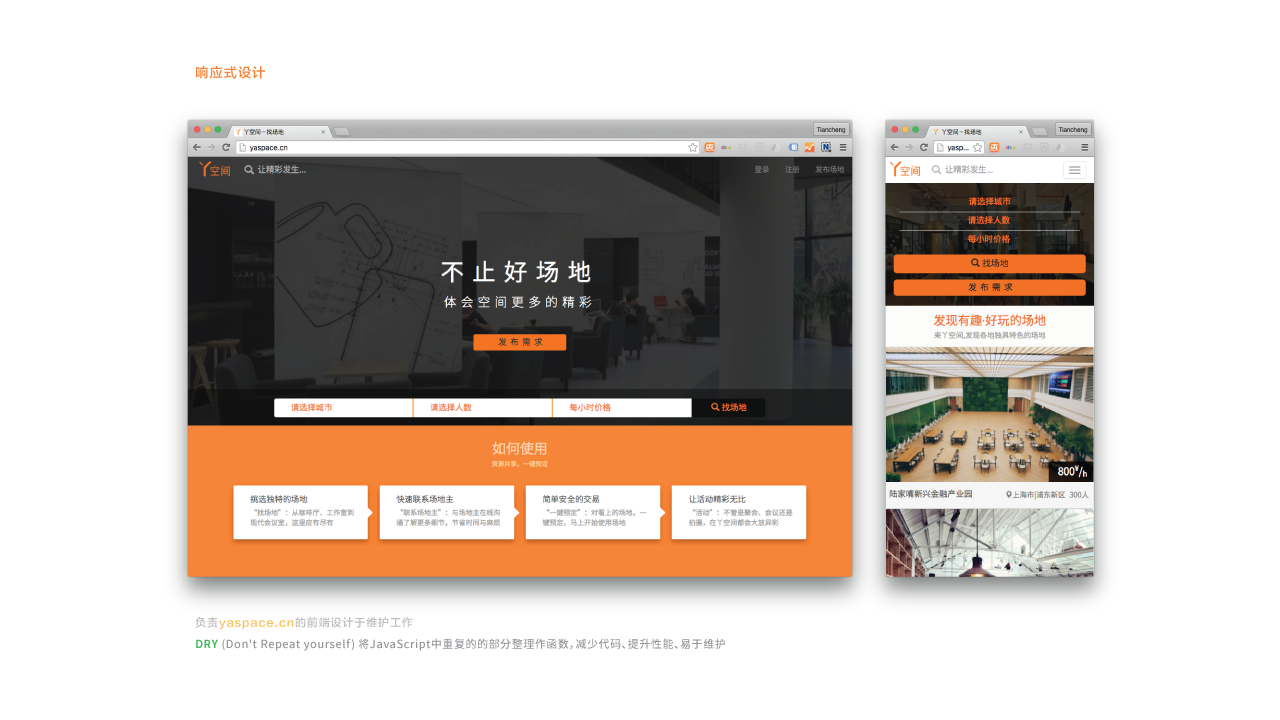 响应式设计
丫空间－找场地
Tiancheng
yaspace.cn
丫空间
让精彩发生...
登录
注册
发布场地
不止好场地
体会空间更多的精彩
发布需求
请选择城市
请选择人数
每小时价格
找场地
如何使用
资源共享，一键预定
挑选独特的场地
“找场地”：从咖啡厅、工作室到
现代会议室，这里应有尽有
快速联系场地主
“联系场地主”：与场地主在线沟
通了解更多细节，节省时间与麻烦
简单安全的交易
“一键预定”：对看上的场地，一
键预定，马上开始使用场地
让活动精彩无比
“活动”：不管是聚会、会议还是
拍摄，在丫空间都会大放异彩
丫空间－找场地
Tiancheng
yasp...
丫空间
让精彩发生...
请选择城市
请选择人数
每小时价格
找场地
发布需求
发现有趣·好玩的场地
来丫空间,发现各地独具特色的场地
800¥/h
陆家嘴新兴金融产业园
上海市|浦东新区 300人
负责yaspace.cn的前端设计于维护工作
DRY (Don't Repeat yourself) 将JavaScript中重复的的部分整理作函数，减少代码、提升性能、易于维护